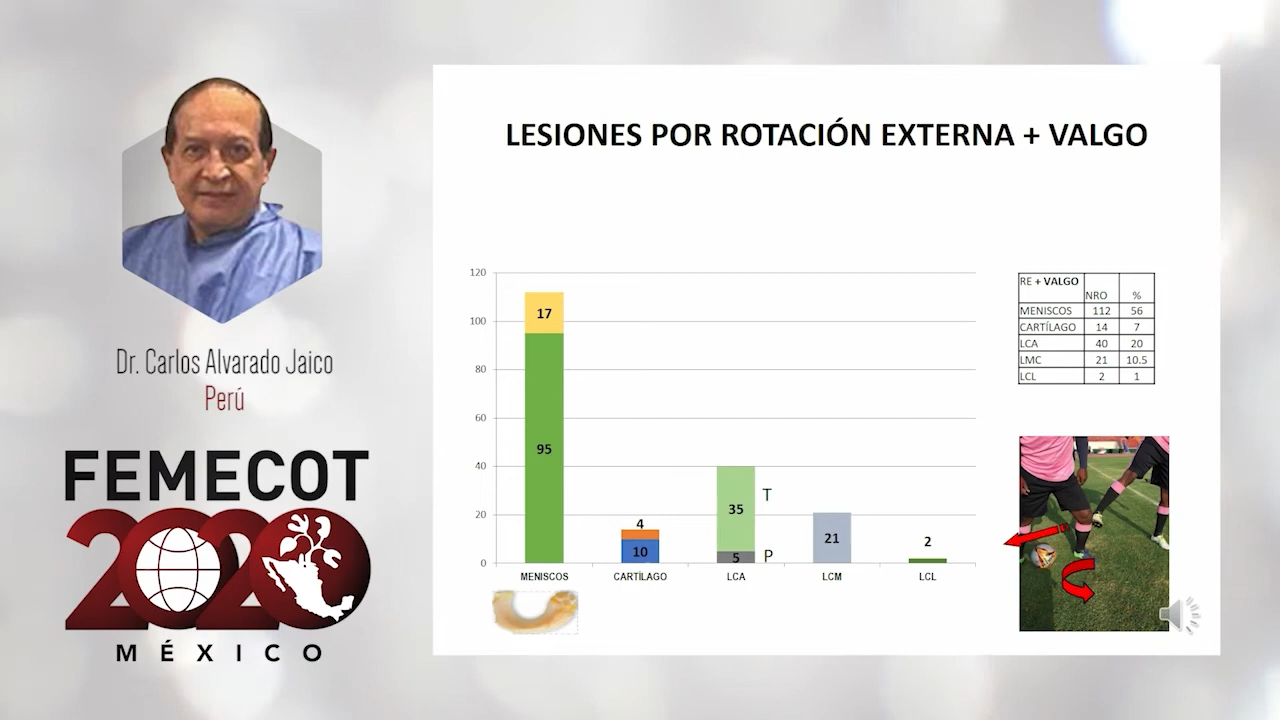 LESIONES POR ROTACIÓN EXTERNA + VALGO
Dr. Carlos Alvarado Jaico
Perú
FEMECOT
2020
MÉXICO
120
100
80
60
40
20
0
17
95
4
10
35
5
T
P
21
2
MENISCOS CARTÍLAGO LCA LCM LCL
RE + VALGO NRO %
MENISCOS 112 56
CARTÍLAGO 14 7
LCA 40 20
LMC 21 10.5
LCL 2 1